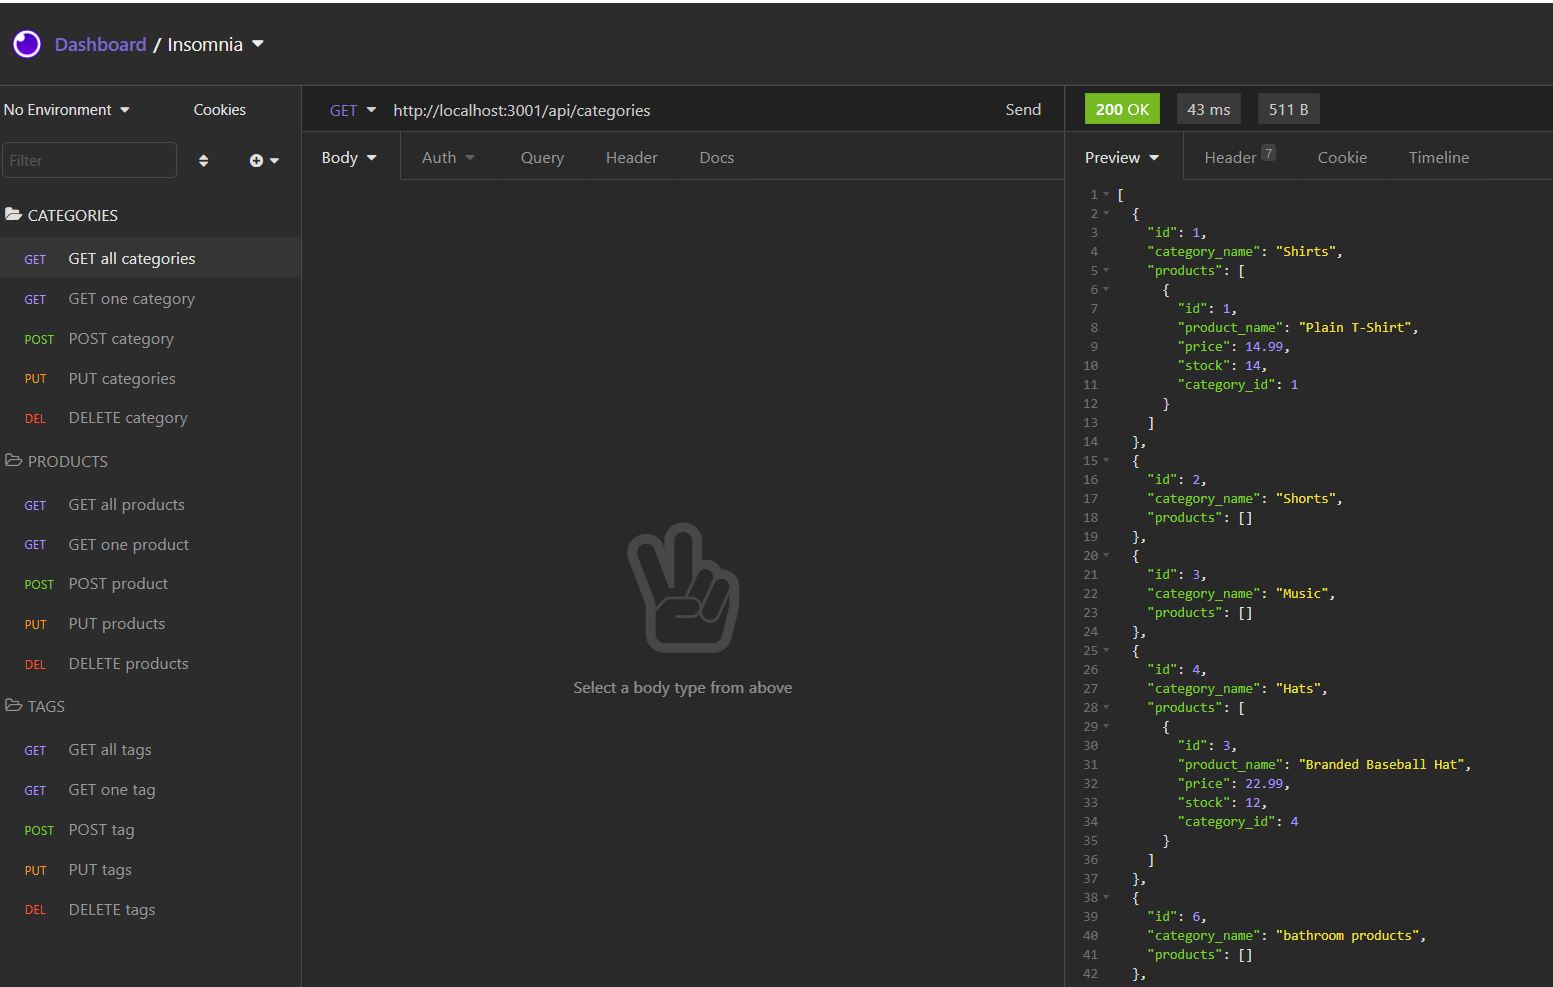 Dashboard / Insomnia
No Environment Cookies
Filter
CATEGORIES
GET GET all categories
GET GET one category
POST POST category
PUT PUT categories
DEL DELETE category
PRODUCTS
GET GET all products
GET GET one product
POST POST product
PUT PUT products
DEL DELETE products
TAGS
GET GET all tags
GET GET one tag
POST POST tag
PUT PUT tags
DEL DELETE tags
GET http://localhost:3001/api/categories Send
Body Auth Query Header Docs
Select a body type from above
200 OK 43 ms 511 B
Preview Header 7 Cookie Timeline
1 [
2 {
3 "id": 1,
4 "category_name": "Shirts",
5 "products": [
6 {
7 "id": 1,
8 "product_name": "Plain T-Shirt",
9 "price": 14.99,
10 "stock": 14,
11 "category_id": 1
12 }
13 ]
14 },
15 {
16 "id": 2,
17 "category_name": "Shorts",
18 "products": []
19 },
20 {
21 "id": 3,
22 "category_name": "Music",
23 "products": []
24 },
25 {
26 "id": 4,
27 "category_name": "Hats",
28 "products": [
29 {
30 "id": 3,
31 "product_name": "Branded Baseball Hat",
32 "price": 22.99,
33 "stock": 12,
34 "category_id": 4
35 }
36 ]
37 },
38 {
39 "id": 6,
40 "category_name": "bathroom products",
41 "products": []
42 },